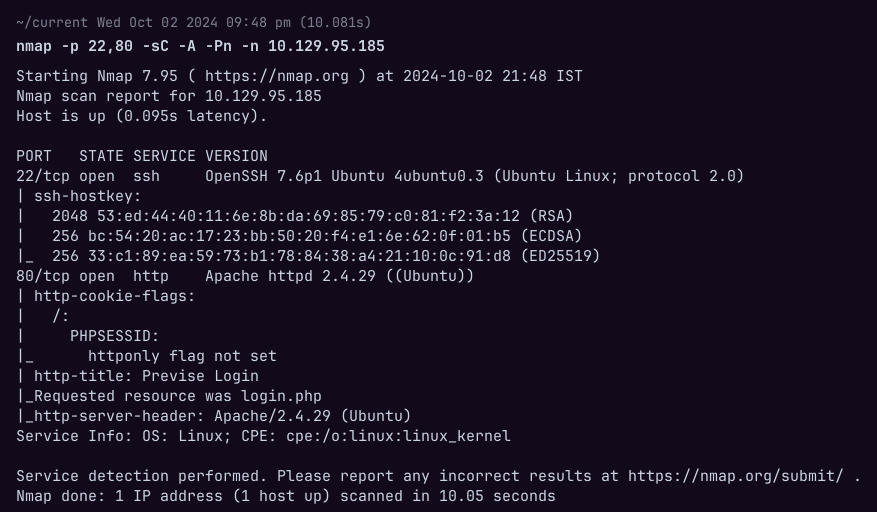 ~/current Wed Oct 02 2024 09:48 pm (10.081s)
nmap -p 22,80 -sC -A -Pn -n 10.129.95.185
Starting Nmap 7.95 ( https://nmap.org ) at 2024-10-02 21:48 IST
Nmap scan report for 10.129.95.185
Host is up (0.095s latency).
PORT   STATE SERVICE VERSION
22/tcp open  ssh     OpenSSH 7.6p1 Ubuntu 4ubuntu0.3 (Ubuntu Linux; protocol 2.0)
| ssh-hostkey:
|   2048 53:ed:44:40:11:6e:8b:da:69:85:79:c0:81:f2:3a:12 (RSA)
|   256 bc:54:20:ac:17:23:bb:50:20:f4:e1:6e:62:0f:01:b5 (ECDSA)
|_  256 33:c1:89:ea:59:73:b1:78:84:38:a4:21:10:0c:91:d8 (ED25519)
80/tcp open  http    Apache httpd 2.4.29 ((Ubuntu))
| http-cookie-flags:
|   /:
|     PHPSESSID:
|_      httponly flag not set
| http-title: Previse Login
|_Requested resource was login.php
|_http-server-header: Apache/2.4.29 (Ubuntu)
Service Info: OS: Linux; CPE: cpe:/o:linux:linux_kernel
Service detection performed. Please report any incorrect results at https://nmap.org/submit/ .
Nmap done: 1 IP address (1 host up) scanned in 10.05 seconds